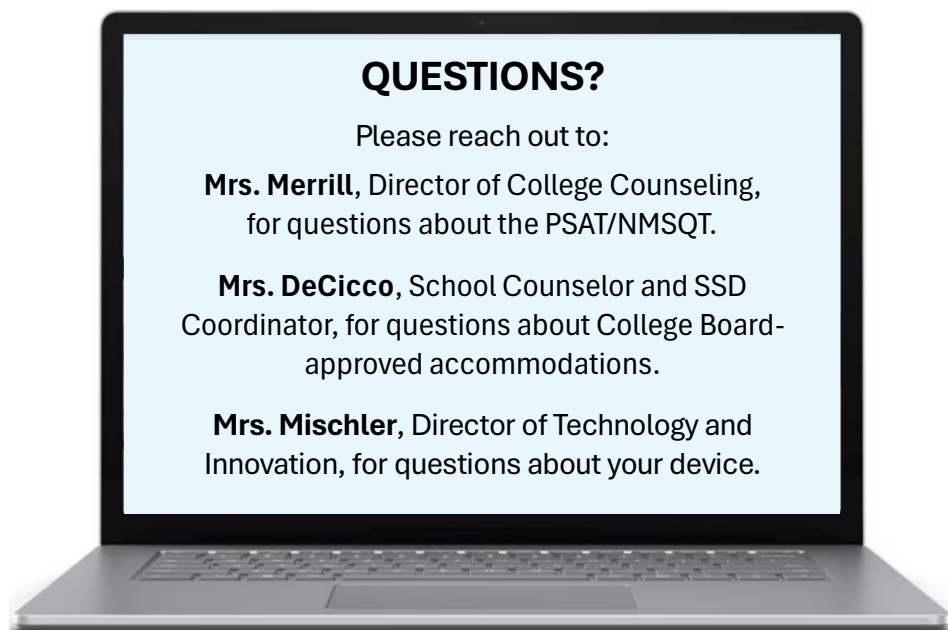 QUESTIONS?
Please reach out to:
Mrs. Merrill, Director of College Counseling,
for questions about the PSAT/NMSQT.
Mrs. DeCicco, School Counselor and SSD
Coordinator, for questions about College Board-
approved accommodations.
Mrs. Mischler, Director of Technology and
Innovation, for questions about your device.